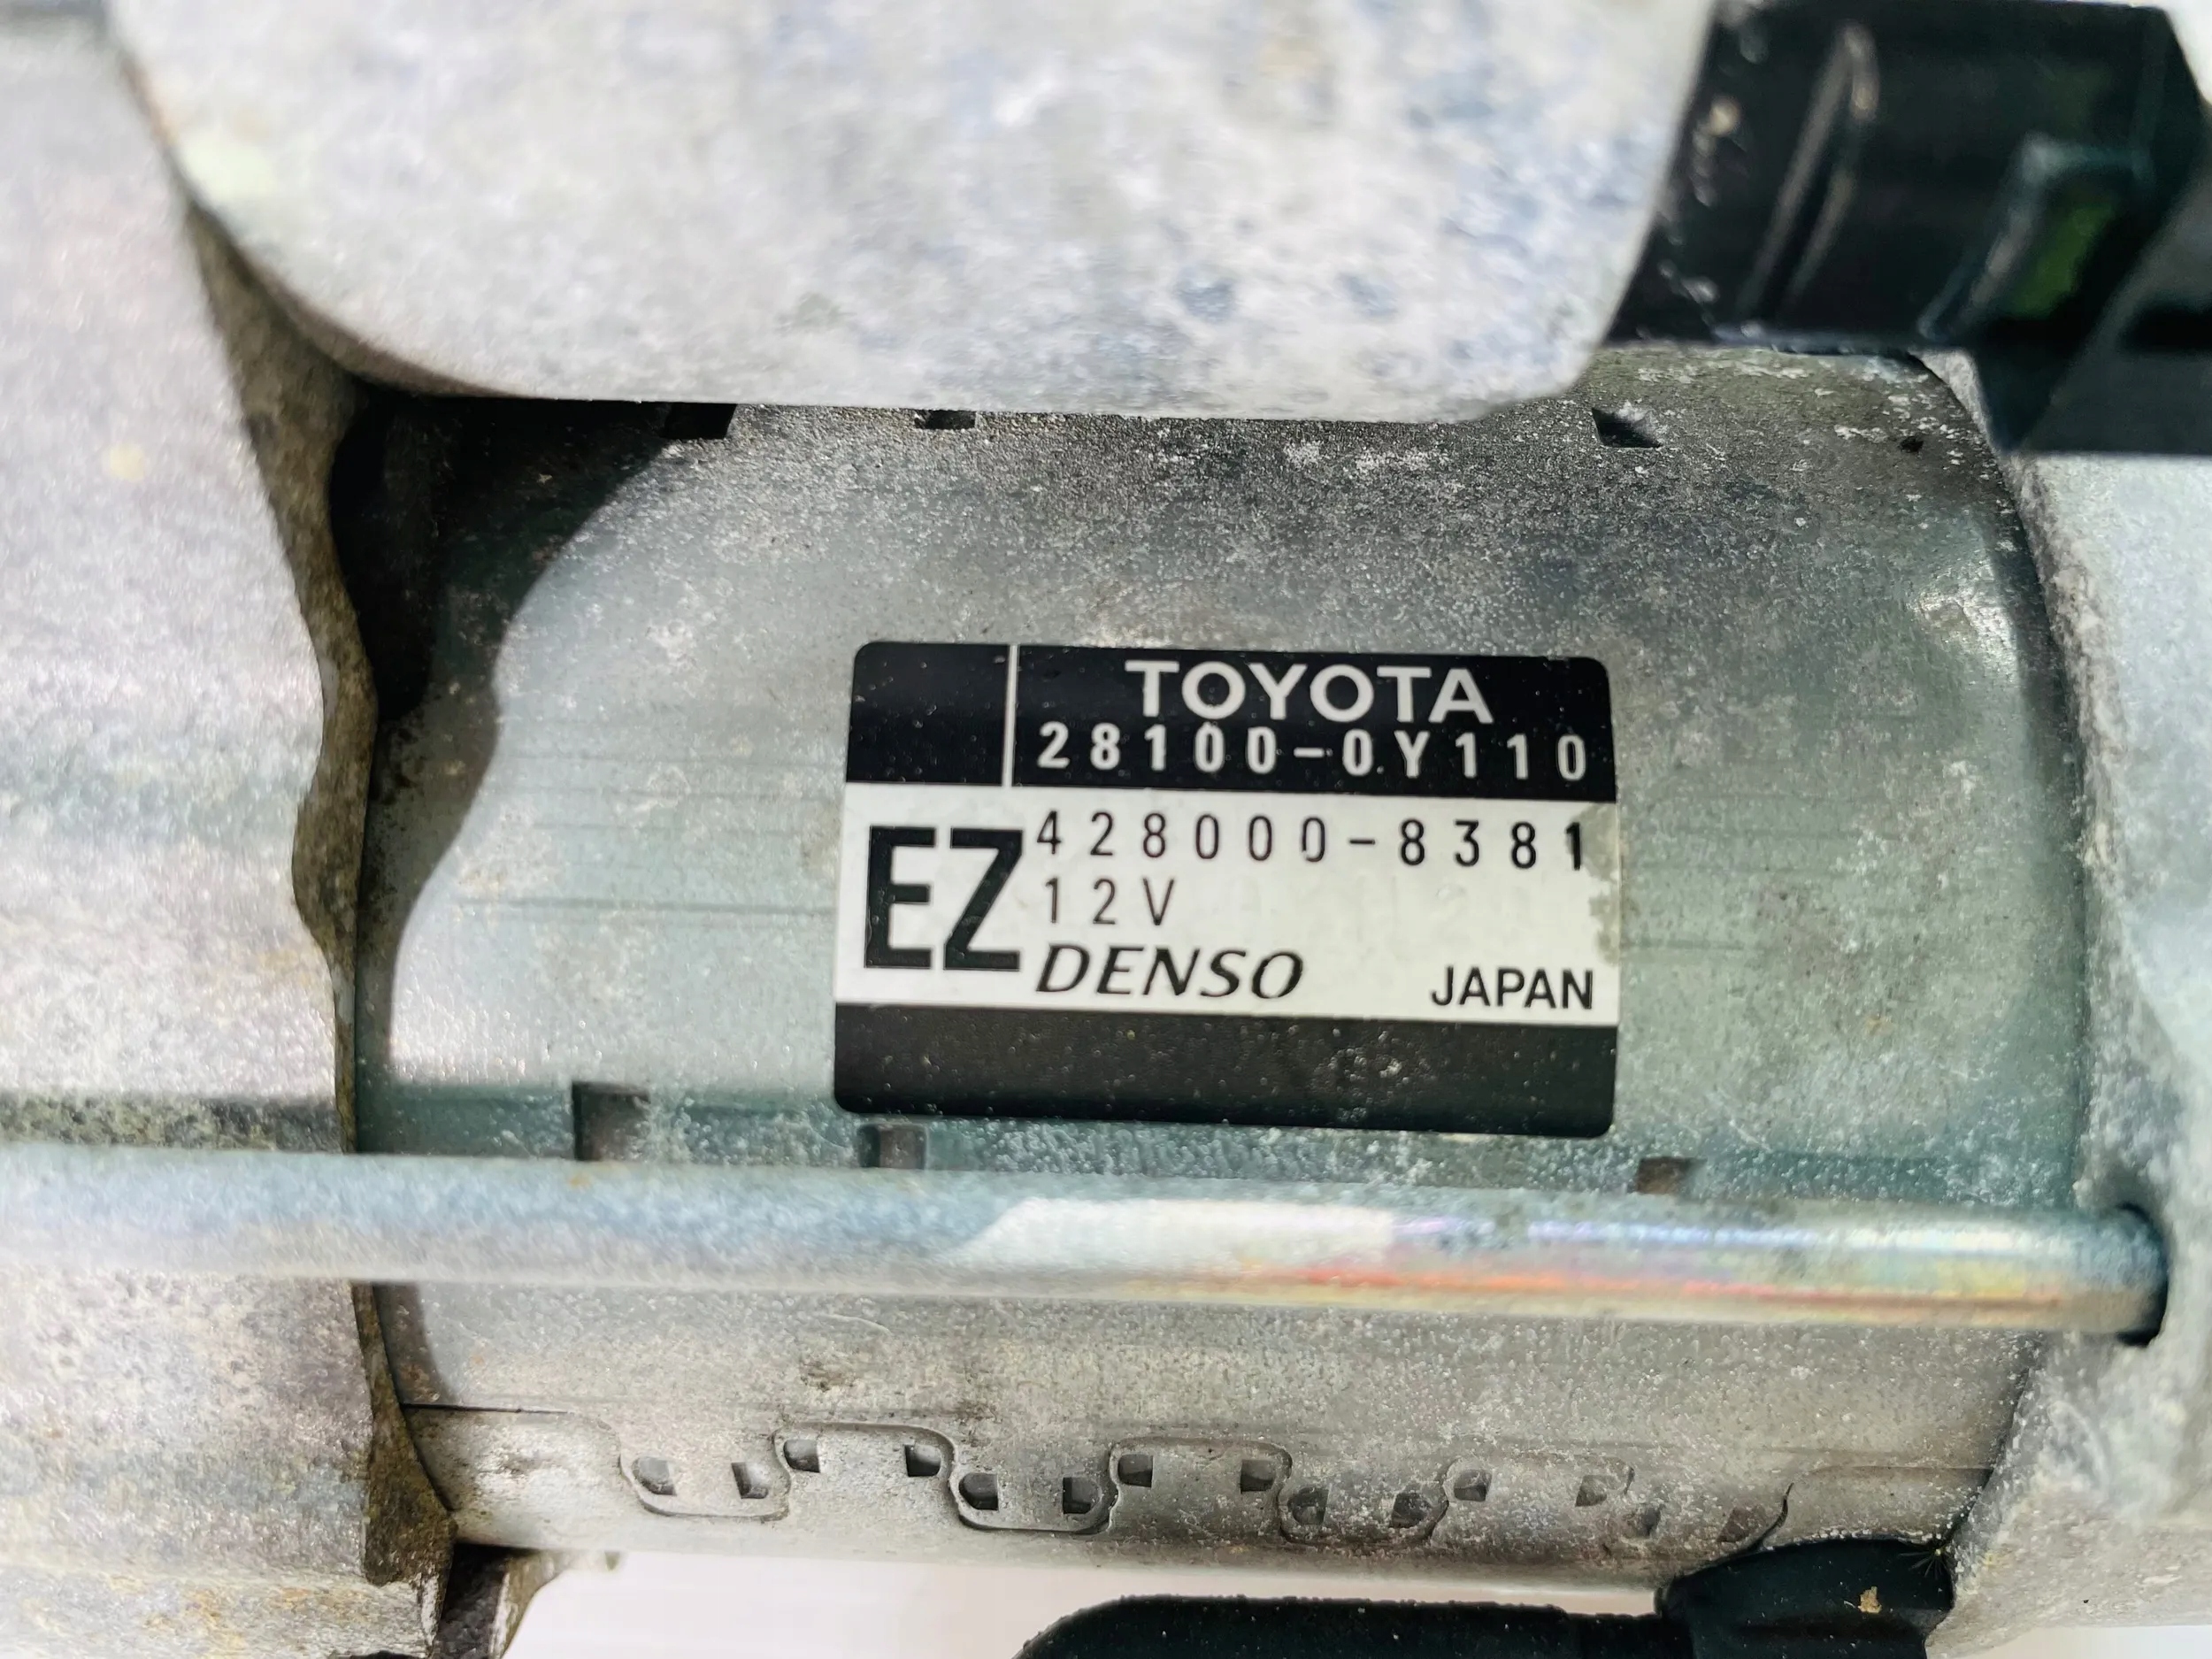 TOYOTA
28100-0Y110
EZ
428000-8381
12V
DENSO JAPAN